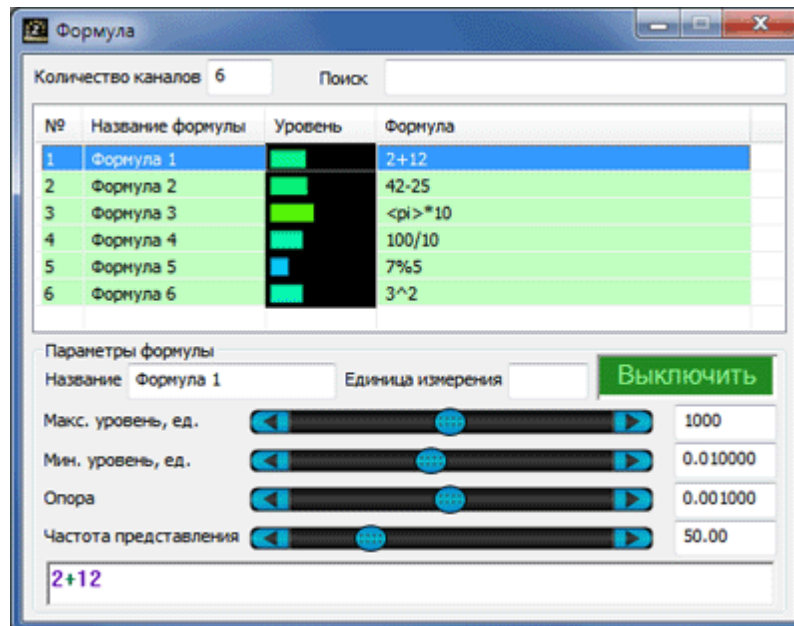 Формула
Количество каналов 6 Поиск
№ Название формулы Уровень Формула
1 Формула 1 2+12
2 Формула 2 42-25
3 Формула 3 <pi>*10
4 Формула 4 100/10
5 Формула 5 7%5
6 Формула 6 3^2
Параметры формулы
Название Формула 1 Единица измерения Выключить
Макс. уровень, ед. 1000
Мин. уровень, ед. 0.010000
Опора 0.001000
Частота представления 50.00
2+12